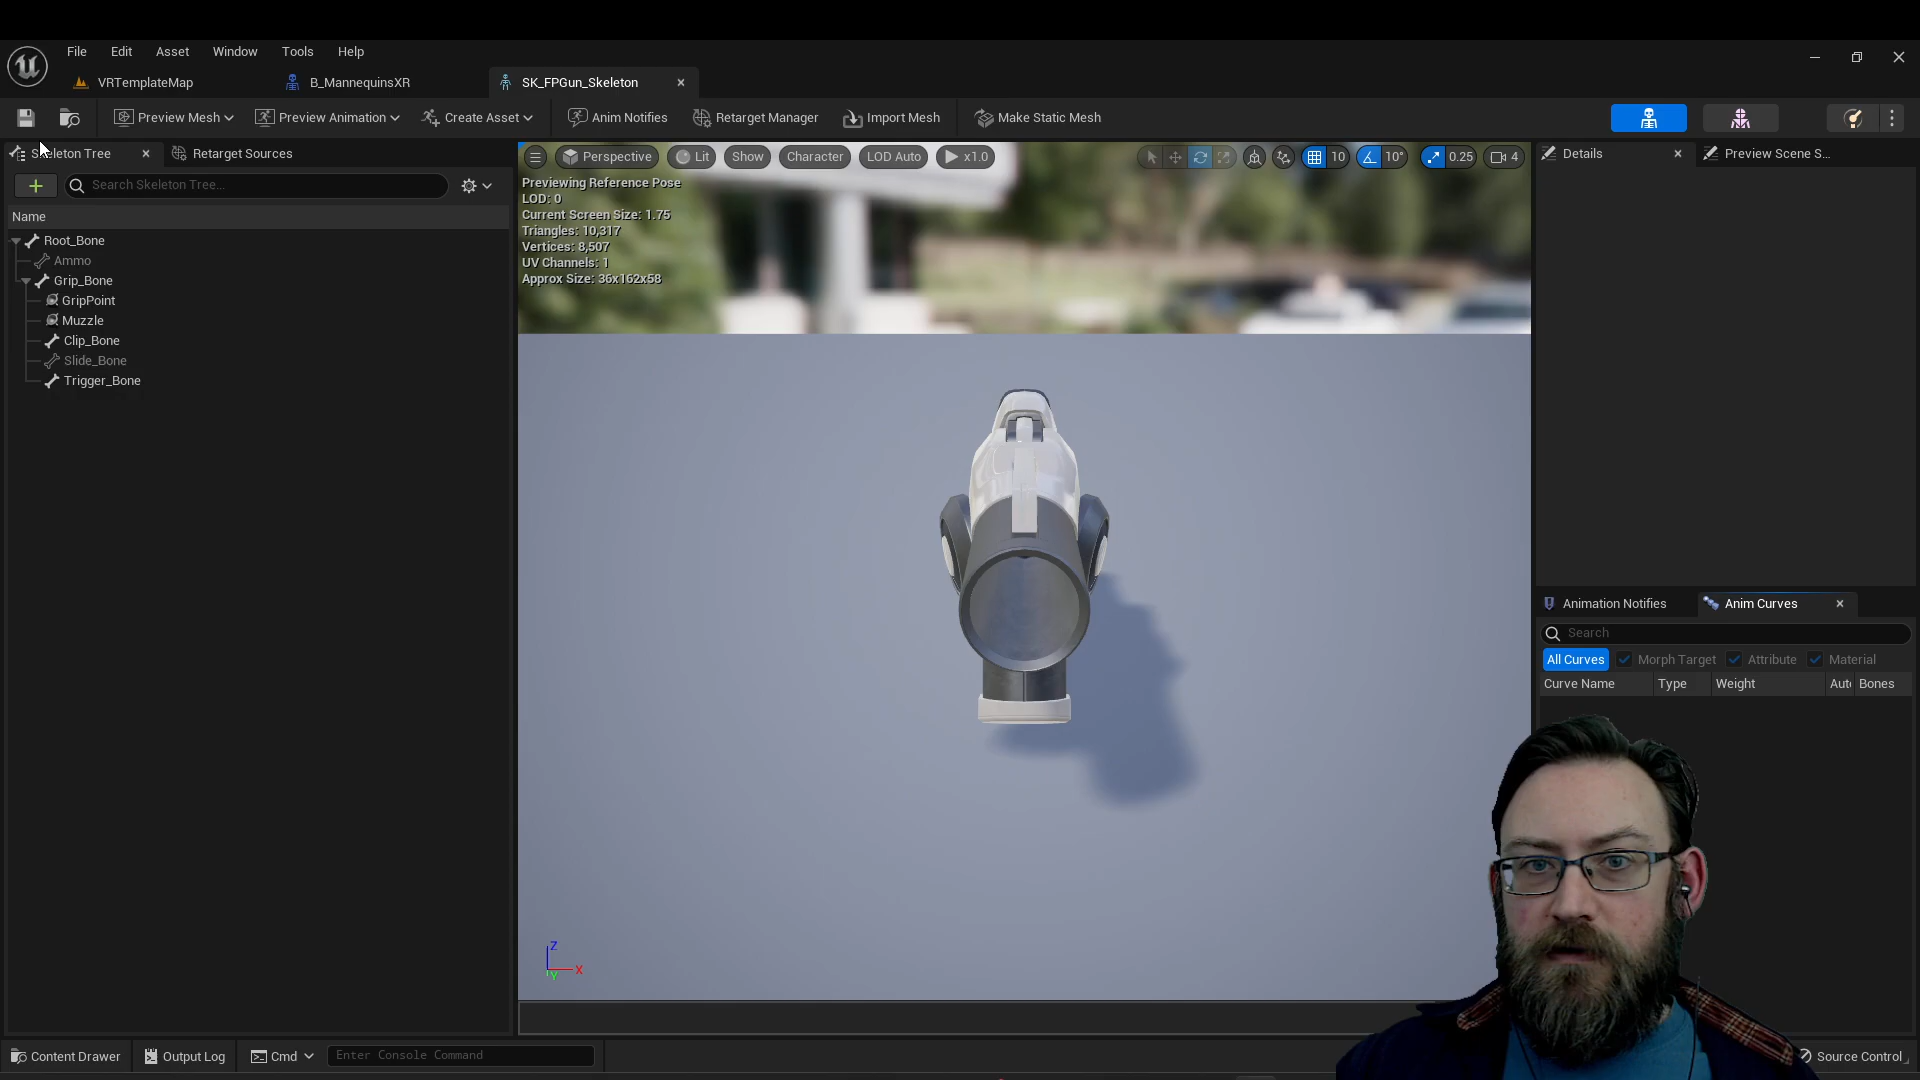 File Edit Asset Window Tools Help
VRTemplateMap B_MannequinsXR SK_FPGun_Skeleton
Preview Mesh Preview Animation Create Asset Anim Notifies Retarget Manager Import Mesh Make Static Mesh
Skeleton Tree Retarget Sources
Perspective Lit Show Character LOD Auto x1.0 10 10° 0.25 4
Details Preview Scene S...
Search Skeleton Tree...
Name
Root_Bone
Ammo
Grip_Bone
GripPoint
Muzzle
Clip_Bone
Slide_Bone
Trigger_Bone
Previewing Reference Pose
LOD: 0
Current Screen Size: 1.75
Triangles: 10,317
Vertices: 8,507
UV Channels: 1
Approx Size: 36x162x58
Z
X
Y
Animation Notifies Anim Curves
Search
All Curves Morph Target Attribute Material
Curve Name Type Weight Aut Bones
Content Drawer Output Log Cmd Enter Console Command Source Control